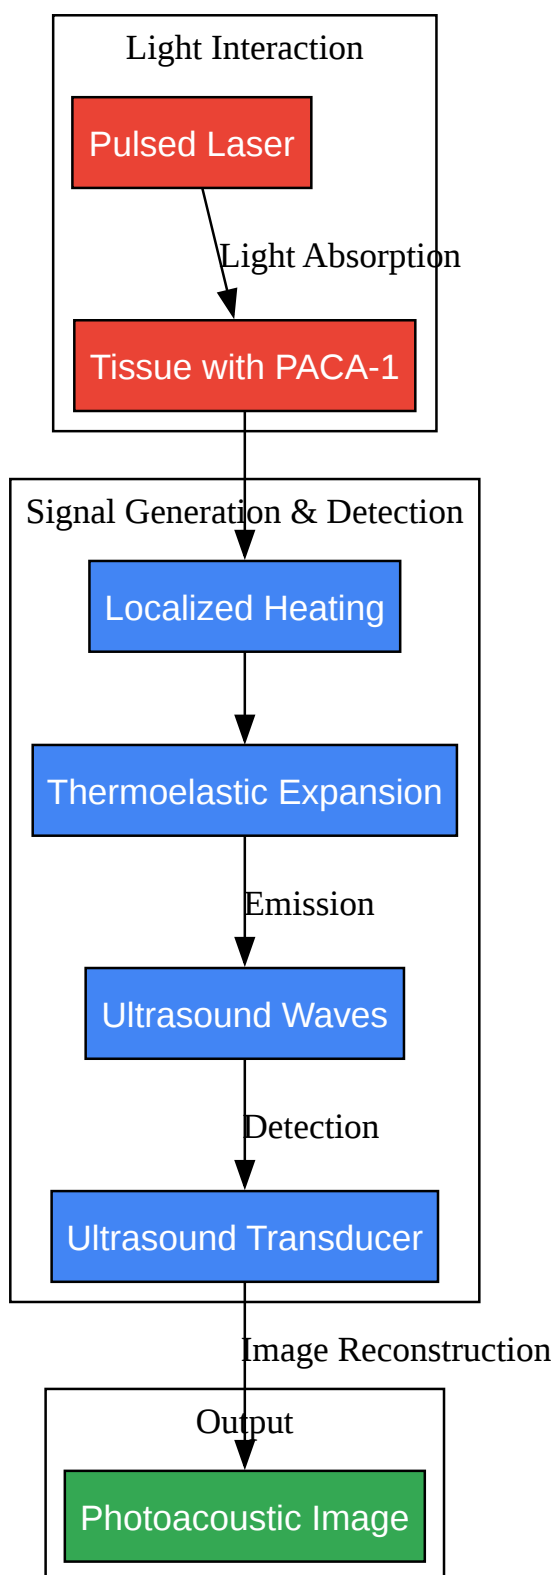 Light Interaction
Pulsed Laser
Light Absorption
Tissue with PACA-1
Signal Generation & Detection
Localized Heating
Thermoelastic Expansion
Emission
Ultrasound Waves
Detection
Ultrasound Transducer
Image Reconstruction
Output
Photoacoustic Image